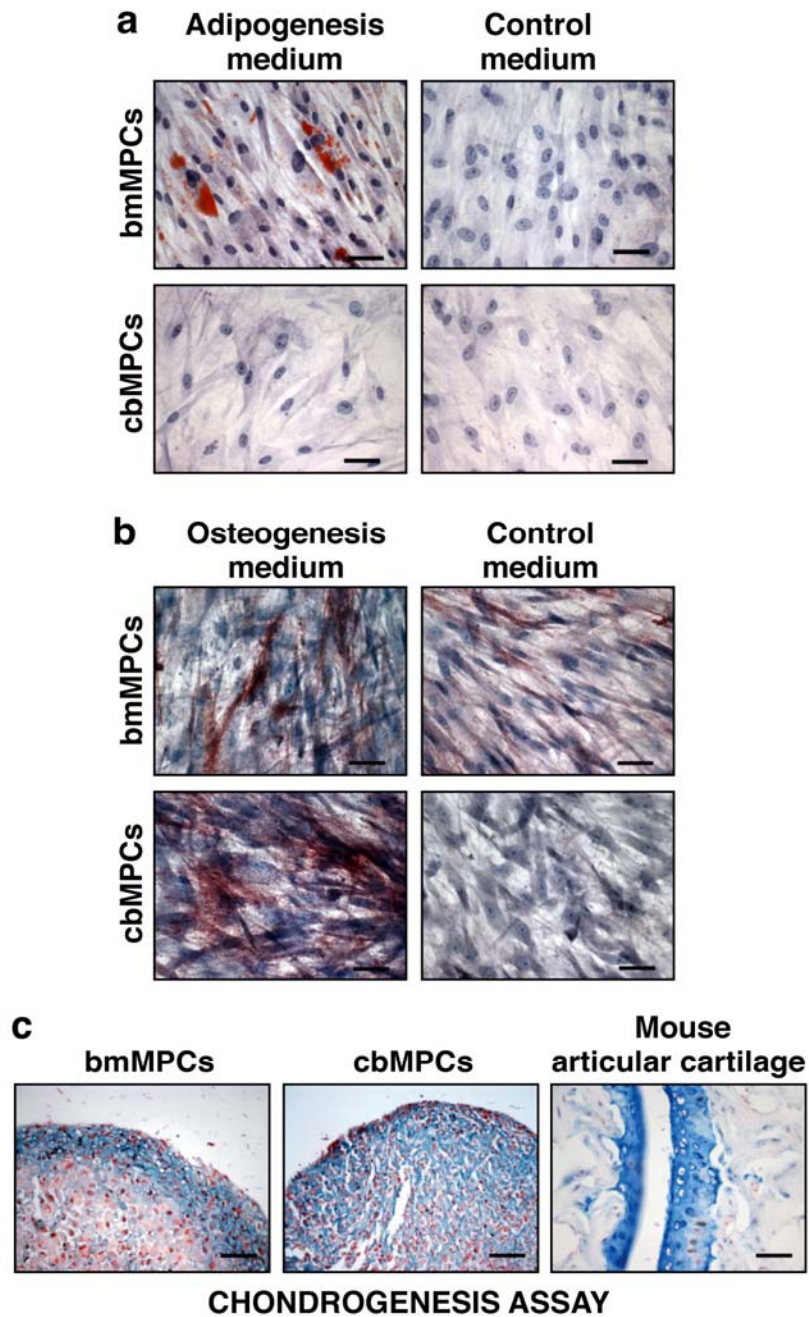 a
Adipogenesis medium
Control medium
bmMPCs
cbMPCs
b
Osteogenesis medium
Control medium
bmMPCs
cbMPCs
c
bmMPCs
cbMPCs
Mouse articular cartilage
CHONDROGENESIS ASSAY